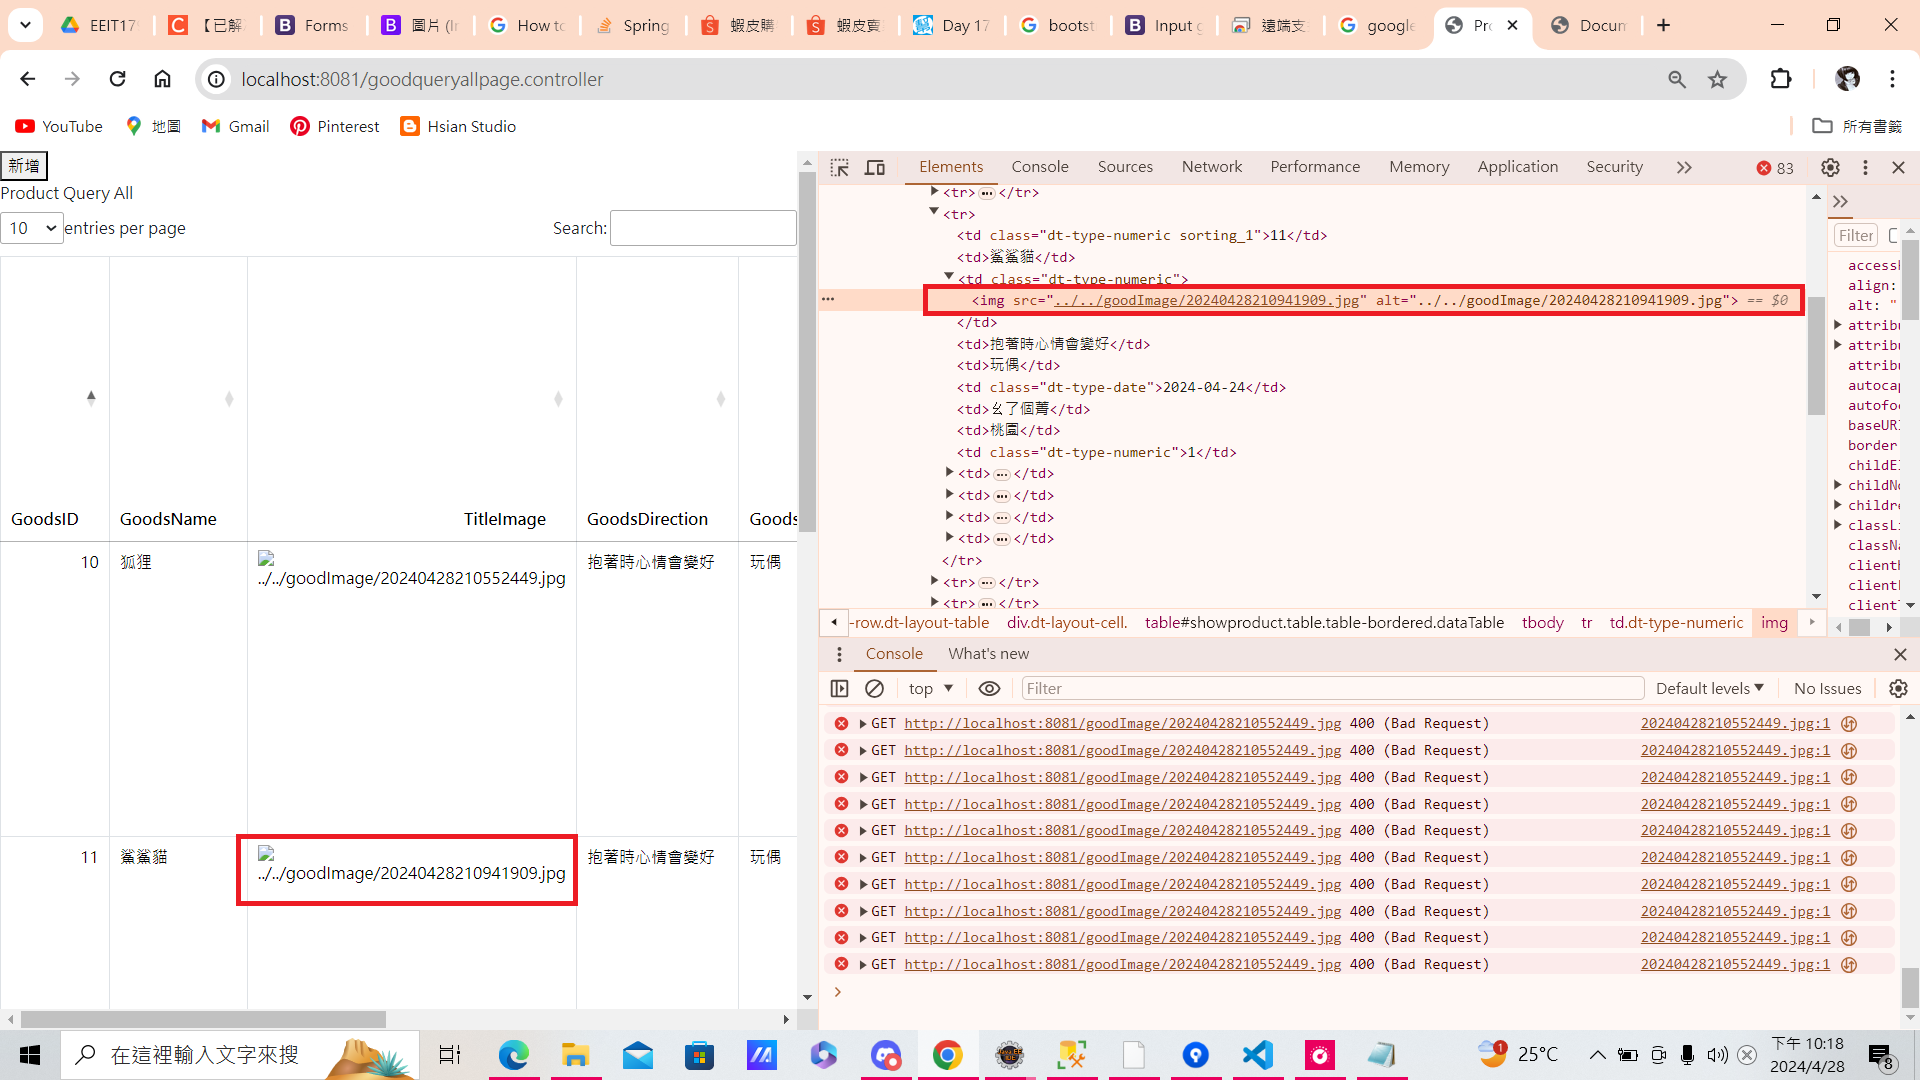 EEIT17
【已解
Forms
圖片 (I
How to
Spring
蝦皮購
蝦皮賣
Day 17
boots
Input g
遠端支
google
Pr
Docum
localhost:8081/goodqueryallpage.controller
YouTube
地圖
Gmail
Pinterest
Hsian Studio
所有書籤
新增
Product Query All
10 entries per page
Search:
GoodsID GoodsName TitleImage GoodsDirection Goods
10 狐狸 ../../goodImage/20240428210552449.jpg 抱著時心情會變好 玩偶
11 鯊鯊貓 ../../goodImage/20240428210941909.jpg 抱著時心情會變好 玩偶
Elements Console Sources Network Performance Memory Application Security 83
<tr> ••• </tr>
<tr>
<td class="dt-type-numeric sorting_1">11</td>
<td>鯊鯊貓</td>
<td class="dt-type-numeric">
<img src="../../goodImage/20240428210941909.jpg" alt="../../goodImage/20240428210941909.jpg"> == $0
</td>
<td>抱著時心情會變好</td>
<td>玩偶</td>
<td class="dt-type-date">2024-04-24</td>
<td>ㄠ了個菁</td>
<td>桃園</td>
<td class="dt-type-numeric">1</td>
<td> ••• </td>
<td> ••• </td>
<td> ••• </td>
<td> ••• </td>
</tr>
<tr> ••• </tr>
<tr> ••• </tr>
-row.dt-layout-table div.dt-layout-cell. table#showproduct.table.table-bordered.dataTable tbody tr td.dt-type-numeric img
Filter
access
align:
alt: "
attrib
attrib
attrib
autoca
autofo
baseUR
border
childE
childN
childre
classL
classN
client
client
client
Console What's new
top Filter Default levels No Issues
GET http://localhost:8081/goodImage/20240428210552449.jpg 400 (Bad Request) 20240428210552449.jpg:1
GET http://localhost:8081/goodImage/20240428210552449.jpg 400 (Bad Request) 20240428210552449.jpg:1
GET http://localhost:8081/goodImage/20240428210552449.jpg 400 (Bad Request) 20240428210552449.jpg:1
GET http://localhost:8081/goodImage/20240428210552449.jpg 400 (Bad Request) 20240428210552449.jpg:1
GET http://localhost:8081/goodImage/20240428210552449.jpg 400 (Bad Request) 20240428210552449.jpg:1
GET http://localhost:8081/goodImage/20240428210552449.jpg 400 (Bad Request) 20240428210552449.jpg:1
GET http://localhost:8081/goodImage/20240428210552449.jpg 400 (Bad Request) 20240428210552449.jpg:1
GET http://localhost:8081/goodImage/20240428210552449.jpg 400 (Bad Request) 20240428210552449.jpg:1
GET http://localhost:8081/goodImage/20240428210552449.jpg 400 (Bad Request) 20240428210552449.jpg:1
GET http://localhost:8081/goodImage/20240428210552449.jpg 400 (Bad Request) 20240428210552449.jpg:1
在這裡輸入文字來搜
1
25°C
下午 10:18
2024/4/28
8